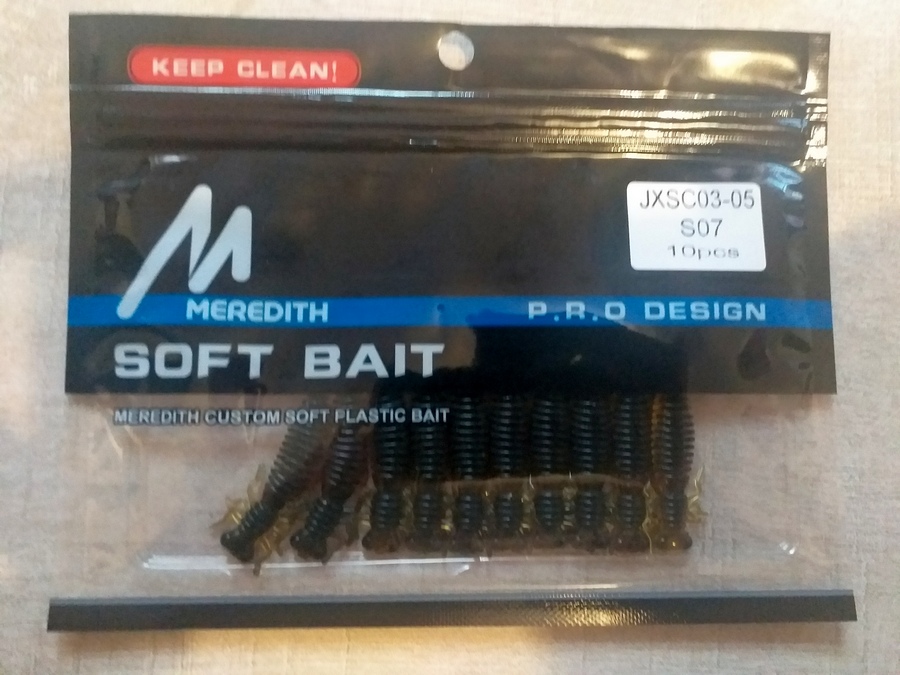 KEEP CLEAN!
JXSC03-05
S07
10pcs
MEREDITH
P.R.O DESIGN
SOFT BAIT
MEREDITH CUSTOM SOFT PLASTIC BAIT